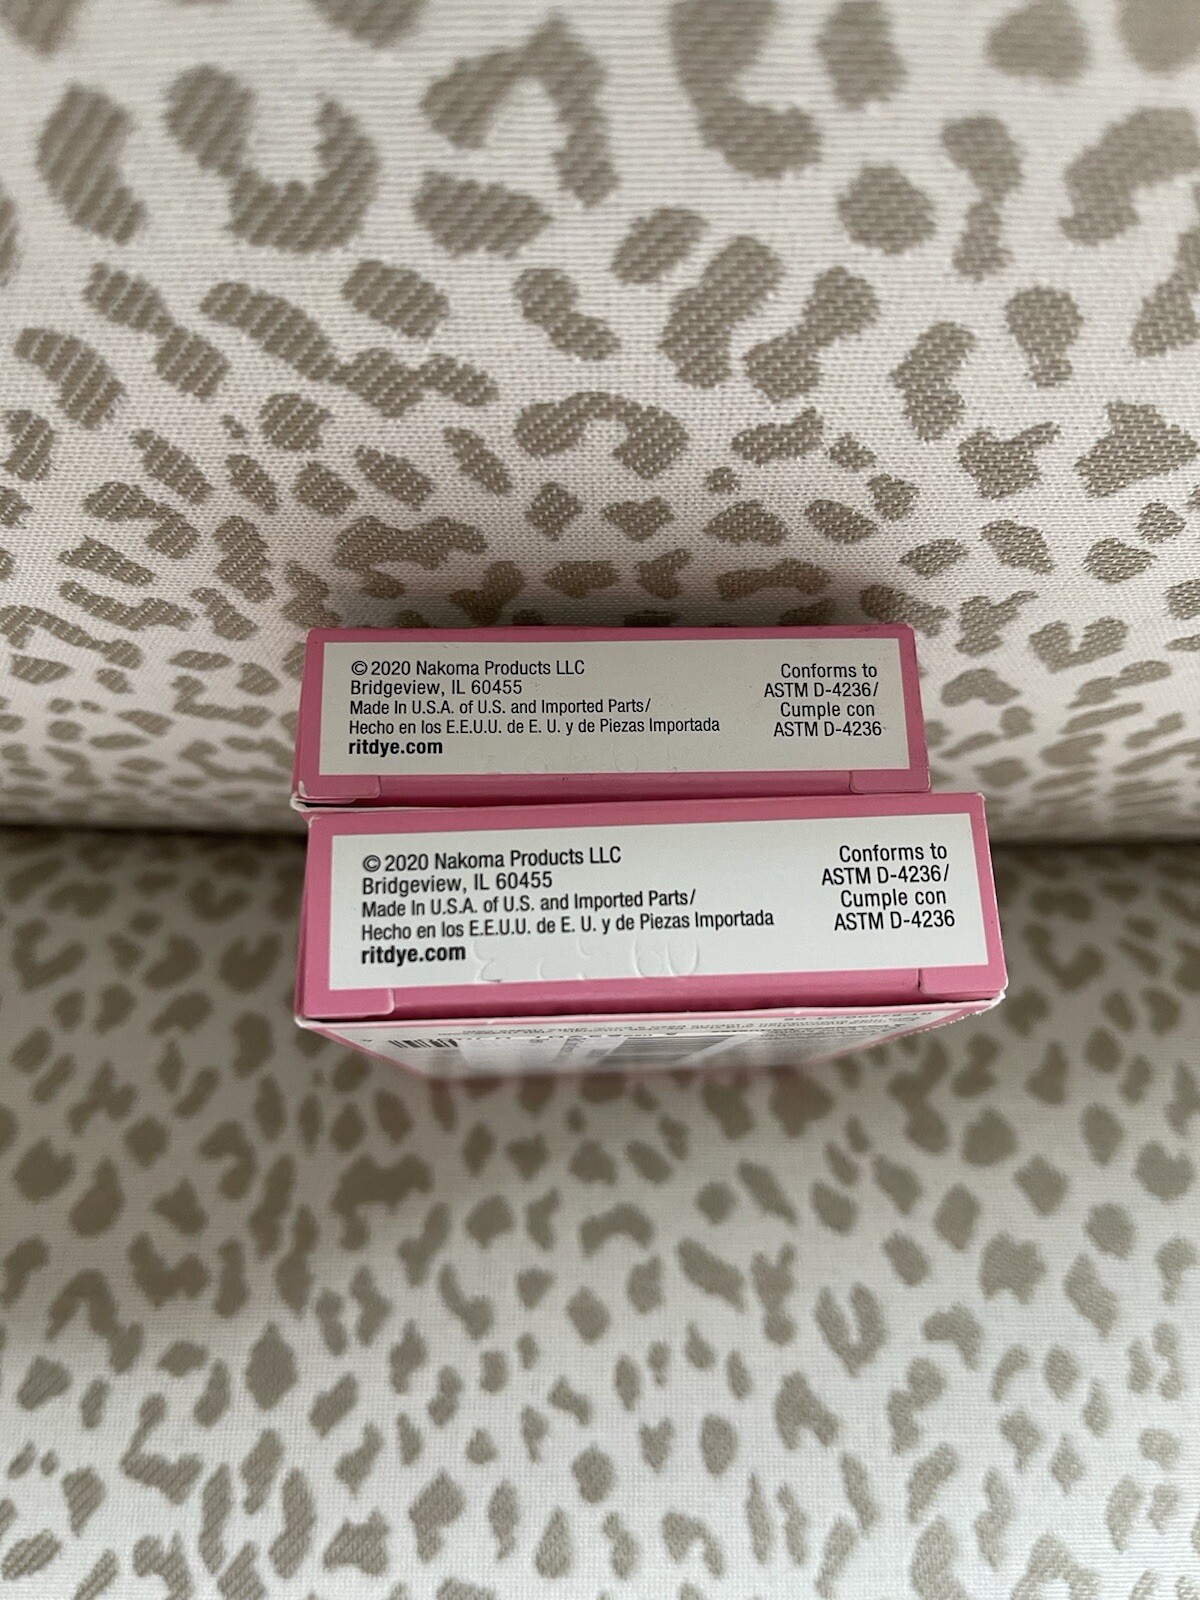 © 2020 Nakoma Products LLC
Bridgeview, IL 60455
Made In U.S.A. of U.S. and Imported Parts/
Hecho en los E.E.U.U. de E. U. y de Piezas Importada
ritdye.com
Conforms to
ASTM D-4236/
Cumple con
ASTM D-4236
© 2020 Nakoma Products LLC
Bridgeview, IL 60455
Made In U.S.A. of U.S. and Imported Parts/
Hecho en los E.E.U.U. de E. U. y de Piezas Importada
ritdye.com
Conforms to
ASTM D-4236/
Cumple con
ASTM D-4236